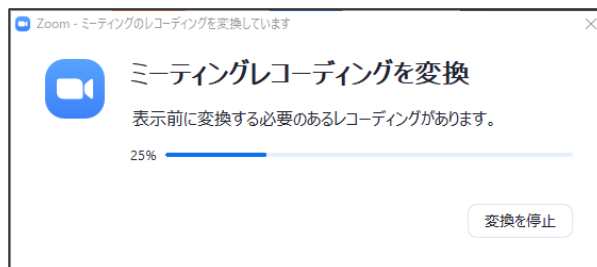 Zoom - ミーティングのレコーディングを変換しています
ミーティングレコーディングを変換
表示前に変換する必要のあるレコーディングがあります。
25%
変換を停止